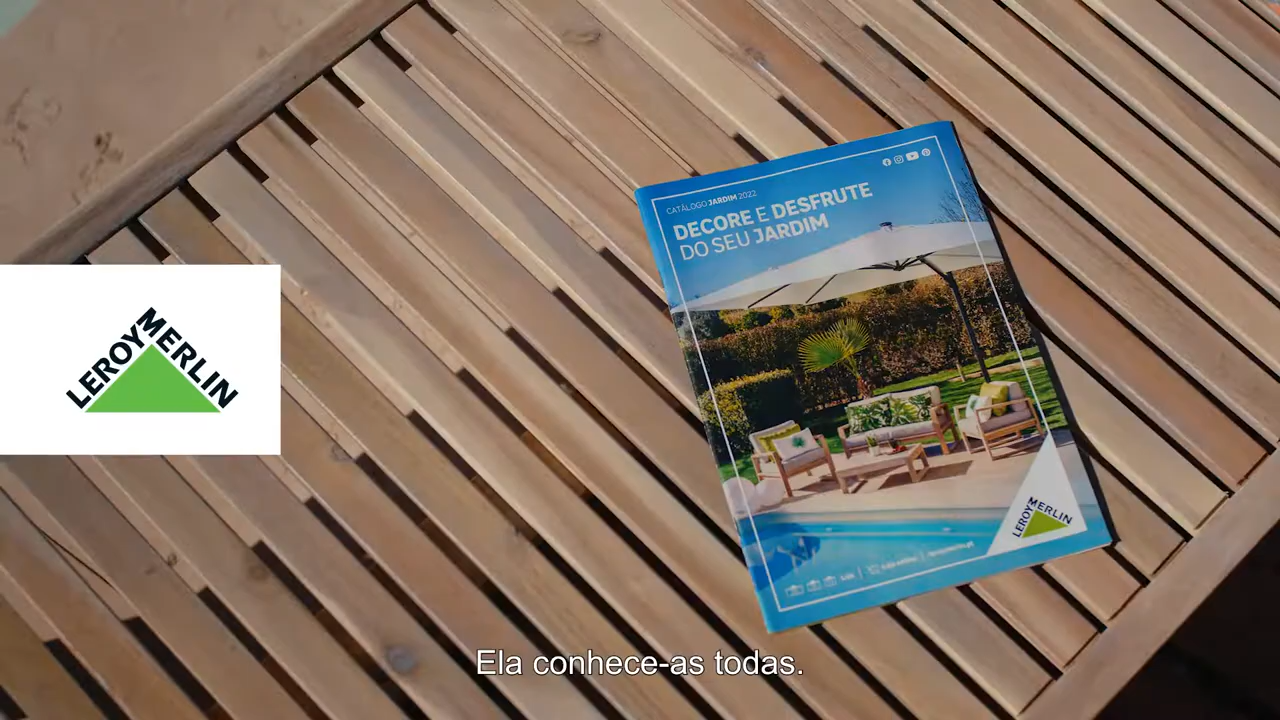 CATÁLOGO JARDIM 2022
DECORE E DESFRUTE
DO SEU JARDIM
LEROY MERLIN
LEROY MERLIN
Ela conhece-as todas.